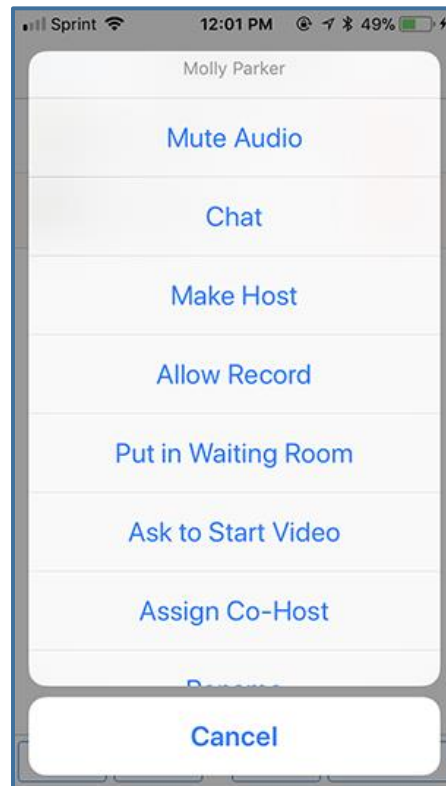 Sprint 12:01 PM 49%
Molly Parker
Mute Audio
Chat
Make Host
Allow Record
Put in Waiting Room
Ask to Start Video
Assign Co-Host
Cancel